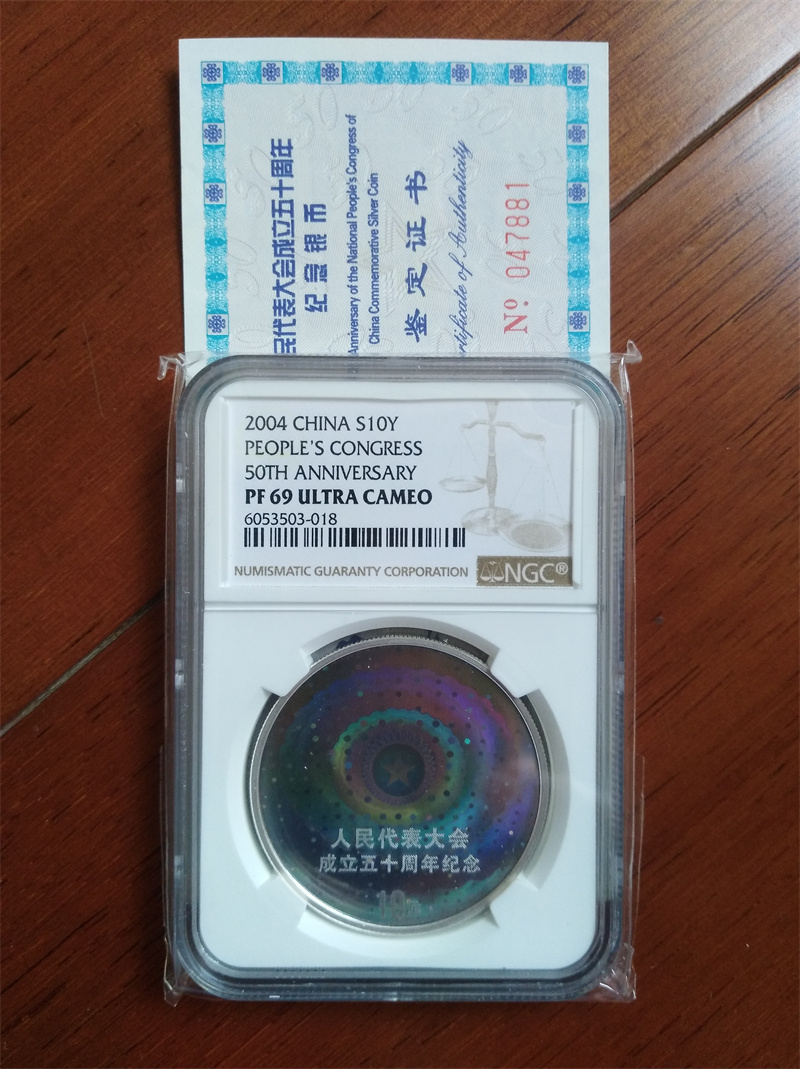 民代表大会成立五十周年
纪念银币
Anniversary of the National People's Congress of
China Commemorative Silver Coin
鉴定证书
Certificate of Authenticity
Nº 047881
2004 CHINA S10Y
PEOPLE'S CONGRESS
50TH ANNIVERSARY
PF 69 ULTRA CAMEO
6053503-018
NUMISMATIC GUARANTY CORPORATION
NGC®
人民代表大会
成立五十周年纪念
10元